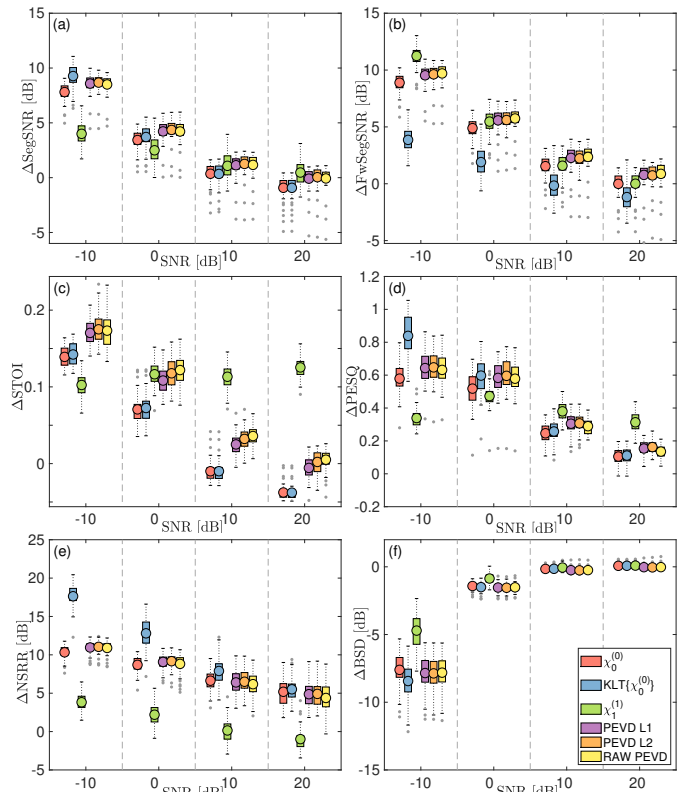 (a)
ΔSegSNR [dB]
15
10
5
0
-5
-10
0
10
20
SNR [dB]
(b)
ΔFwSegSNR [dB]
15
10
5
0
-5
-10
0
10
20
SNR [dB]
(c)
ΔSTOI
0.2
0.1
0
-10
0
10
20
SNR [dB]
(d)
ΔPESQ
1.2
1
0.8
0.6
0.4
0.2
0
-0.2
-10
0
10
20
SNR [dB]
(e)
ΔNSRR [dB]
25
20
15
10
5
0
-5
-10
0
10
20
SNR [dB]
(f)
ΔBSD [dB]
5
0
-5
-10
-15
-10
0
10
20
SNR [dB]
χ₀⁽⁰⁾
KLT{χ₀⁽⁰⁾}
χ₁⁽¹⁾
PEVD L1
PEVD L2
RAW PEVD